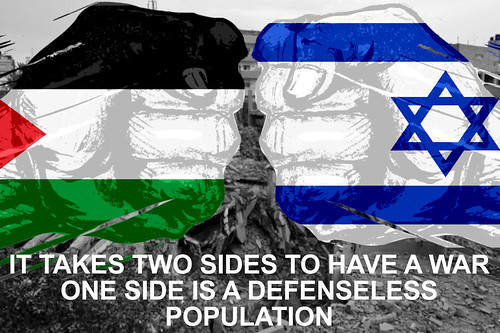 IT TAKES TWO SIDES TO HAVE A WAR
ONE SIDE IS A DEFENSELESS
POPULATION